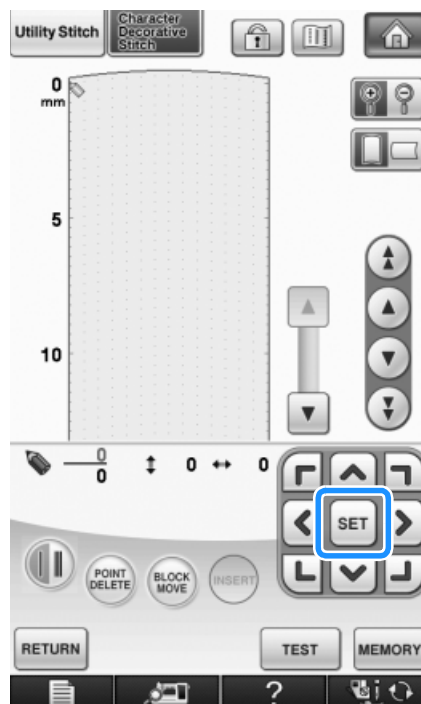 Utility Stitch
Character
Decorative
Stitch
0
mm
5
10
0
0
0
0
SET
POINT
DELETE
BLOCK
MOVE
INSERT
RETURN
TEST
MEMORY
?